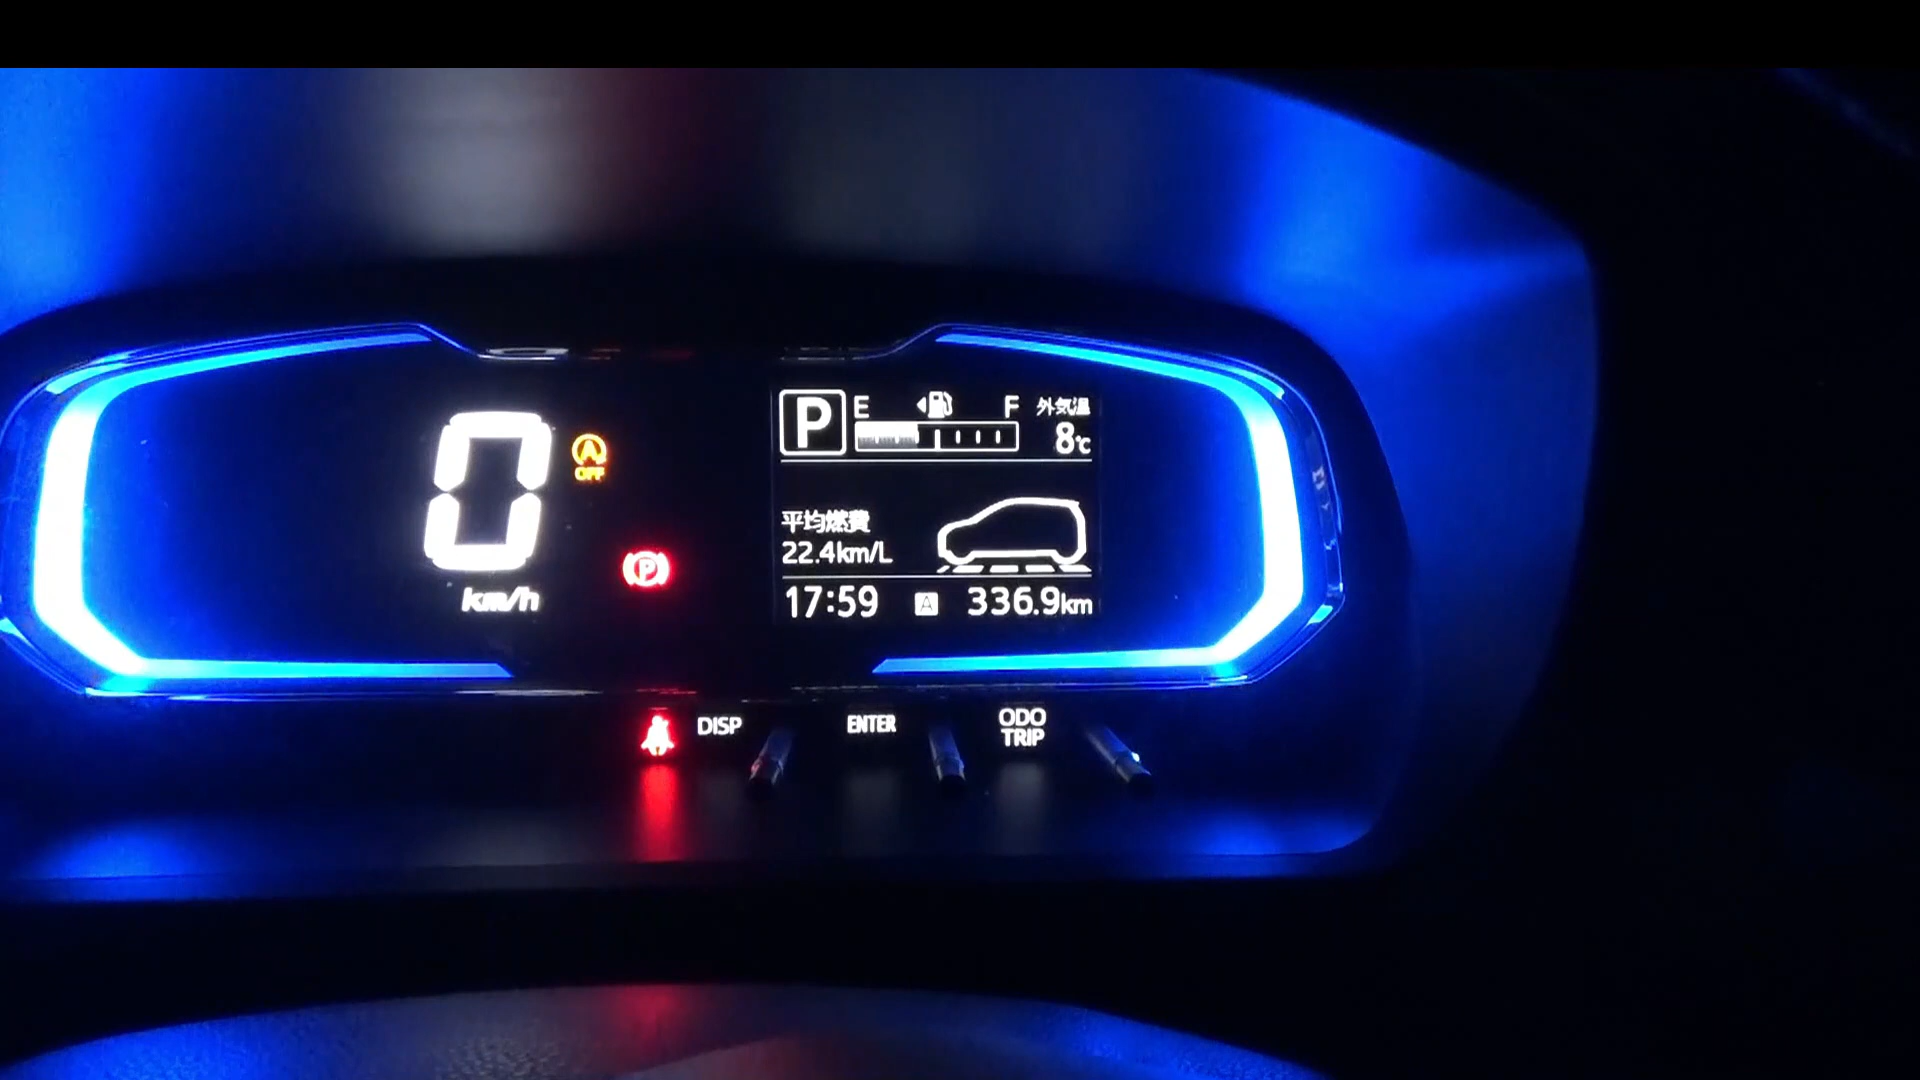 0
km/h
A
OFF
P
P
E F
外気温
8℃
平均燃費
22.4km/L
17:59 A 336.9km
DISP
ENTER
ODO
TRIP